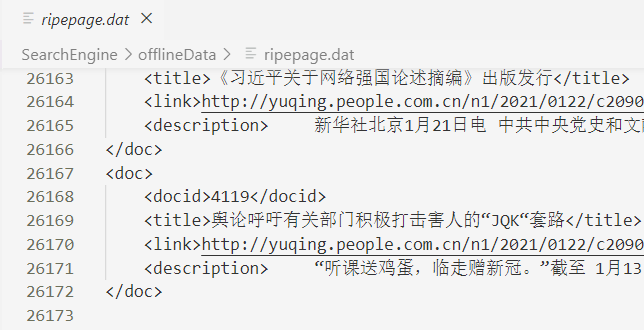 ripepage.dat
SearchEngine > offlineData > ripepage.dat
26163 <title>《习近平关于网络强国论述摘编》出版发行</title>
26164 <link>http://yuqing.people.com.cn/n1/2021/0122/c2090
26165 <description> 新华社北京1月21日电 中共中央党史和文
26166 </doc>
26167 <doc>
26168 <docid>4119</docid>
26169 <title>舆论呼吁有关部门积极打击害人的“JQK“套路</title>
26170 <link>http://yuqing.people.com.cn/n1/2021/0122/c2090
26171 <description> “听课送鸡蛋，临走赠新冠。”截至 1月13
26172 </doc>
26173